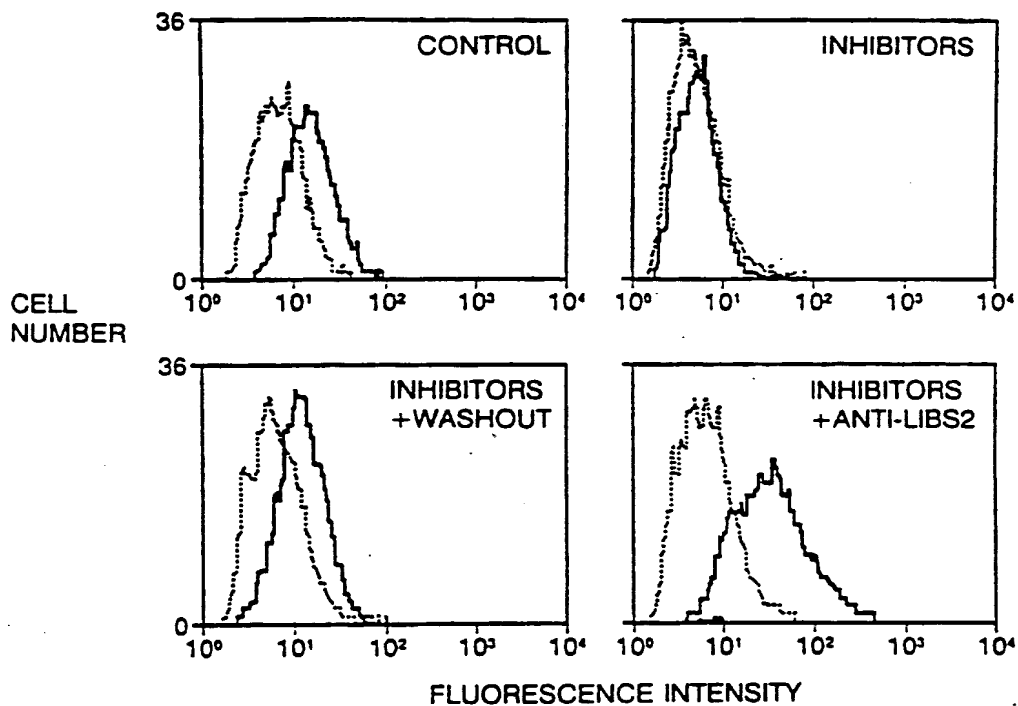 36
CONTROL
INHIBITORS
0
10⁰ 10¹ 10² 10³ 10⁴
10⁰ 10¹ 10² 10³ 10⁴
CELL
NUMBER
36
INHIBITORS
+WASHOUT
INHIBITORS
+ANTI-LIBS2
0
10⁰ 10¹ 10² 10³ 10⁴
10⁰ 10¹ 10² 10³ 10⁴
FLUORESCENCE INTENSITY